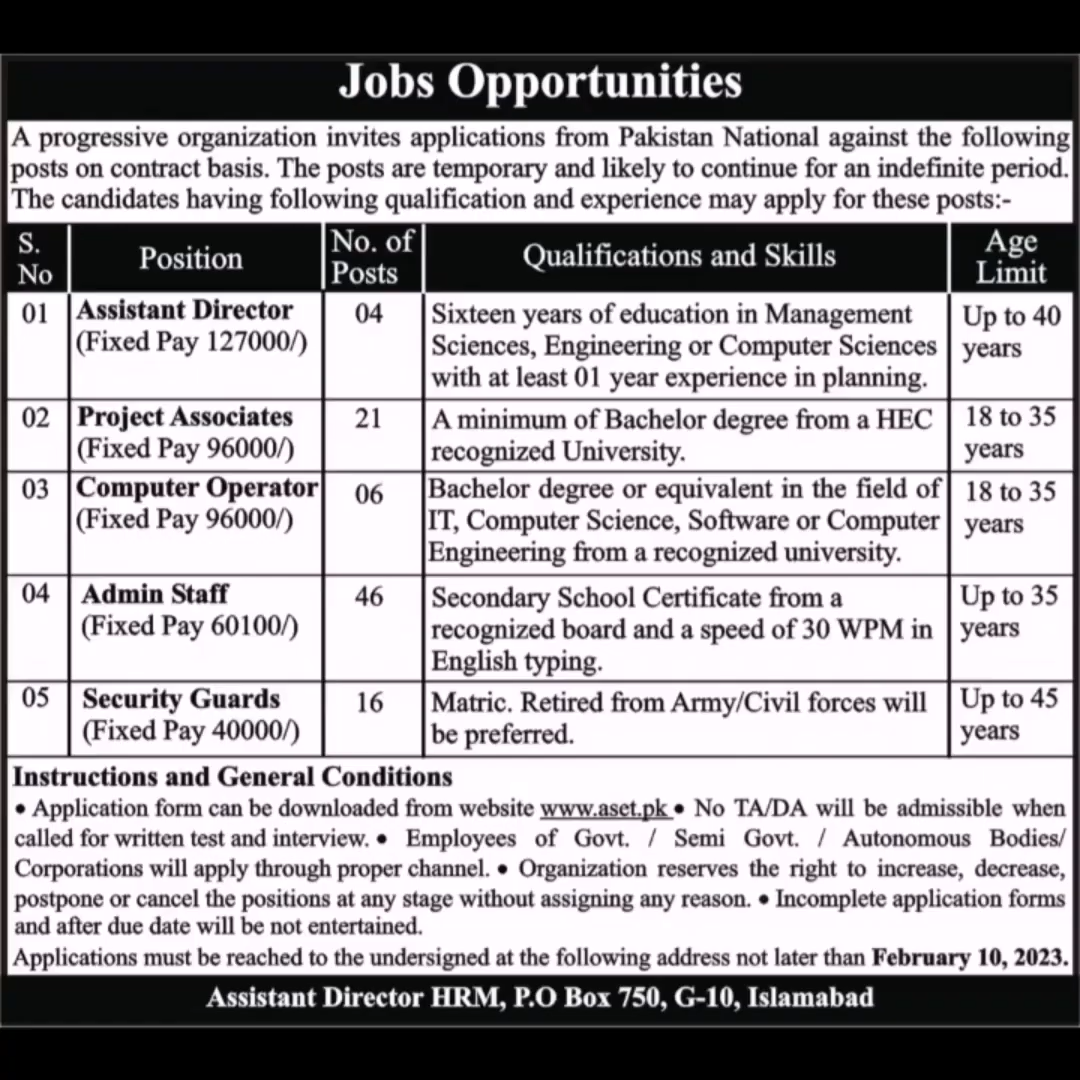 Jobs Opportunities
A progressive organization invites applications from Pakistan National against the following
posts on contract basis. The posts are temporary and likely to continue for an indefinite period.
The candidates having following qualification and experience may apply for these posts:-
S. No
Position
No. of Posts
Qualifications and Skills
Age Limit
01
Assistant Director
(Fixed Pay 127000/)
04
Sixteen years of education in Management
Sciences, Engineering or Computer Sciences
with at least 01 year experience in planning.
Up to 40
years
02
Project Associates
(Fixed Pay 96000/)
21
A minimum of Bachelor degree from a HEC
recognized University.
18 to 35
years
03
Computer Operator
(Fixed Pay 96000/)
06
Bachelor degree or equivalent in the field of
IT, Computer Science, Software or Computer
Engineering from a recognized university.
18 to 35
years
04
Admin Staff
(Fixed Pay 60100/)
46
Secondary School Certificate from a
recognized board and a speed of 30 WPM in
English typing.
Up to 35
years
05
Security Guards
(Fixed Pay 40000/)
16
Matric. Retired from Army/Civil forces will
be preferred.
Up to 45
years
Instructions and General Conditions
• Application form can be downloaded from website www.aset.pk • No TA/DA will be admissible when
called for written test and interview. • Employees of Govt. / Semi Govt. / Autonomous Bodies/
Corporations will apply through proper channel. • Organization reserves the right to increase, decrease,
postpone or cancel the positions at any stage without assigning any reason. • Incomplete application forms
and after due date will be not entertained.
Applications must be reached to the undersigned at the following address not later than February 10, 2023.
Assistant Director HRM, P.O Box 750, G-10, Islamabad